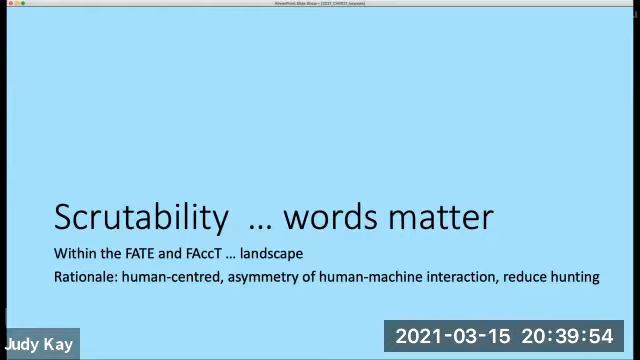 Scrutability ... words matter
Within the FATE and FAccT ... landscape
Rationale: human-centred, asymmetry of human-machine interaction, reduce hunting
Judy Kay
2021-03-15 20:39:54